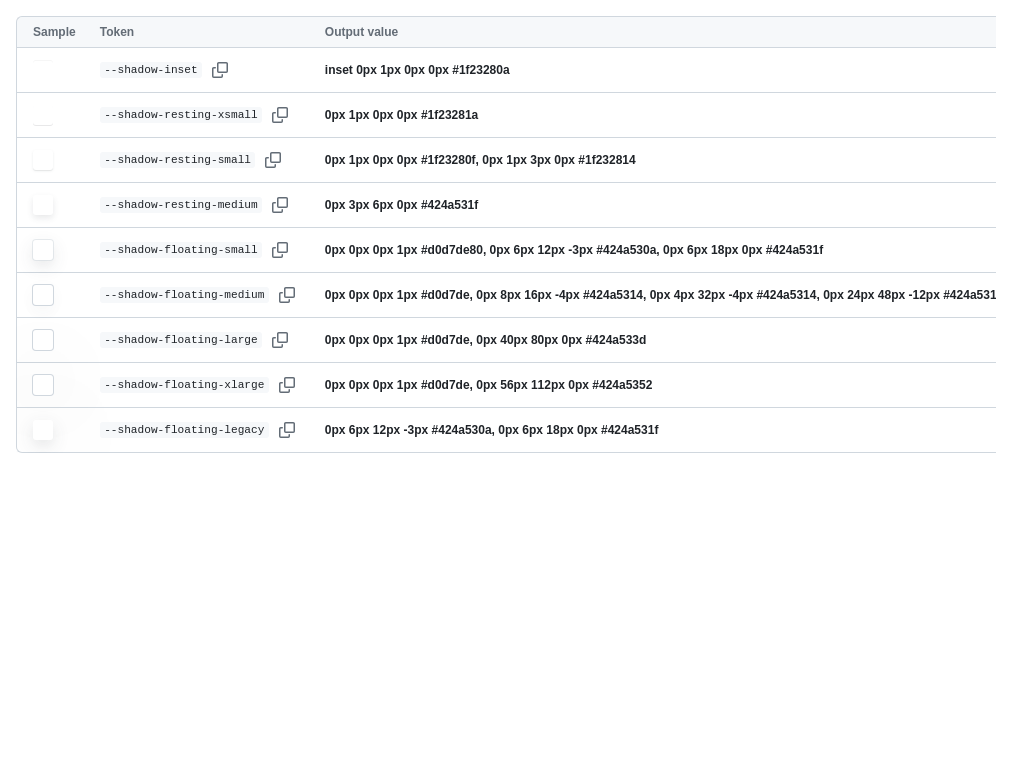 Sample Token Output value
--shadow-inset inset 0px 1px 0px 0px #1f23280a
--shadow-resting-xsmall 0px 1px 0px 0px #1f23281a
--shadow-resting-small 0px 1px 0px 0px #1f23280f, 0px 1px 3px 0px #1f232814
--shadow-resting-medium 0px 3px 6px 0px #424a531f
--shadow-floating-small 0px 0px 0px 1px #d0d7de80, 0px 6px 12px -3px #424a530a, 0px 6px 18px 0px #424a531f
--shadow-floating-medium 0px 0px 0px 1px #d0d7de, 0px 8px 16px -4px #424a5314, 0px 4px 32px -4px #424a5314, 0px 24px 48px -12px #424a531
--shadow-floating-large 0px 0px 0px 1px #d0d7de, 0px 40px 80px 0px #424a533d
--shadow-floating-xlarge 0px 0px 0px 1px #d0d7de, 0px 56px 112px 0px #424a5352
--shadow-floating-legacy 0px 6px 12px -3px #424a530a, 0px 6px 18px 0px #424a531f